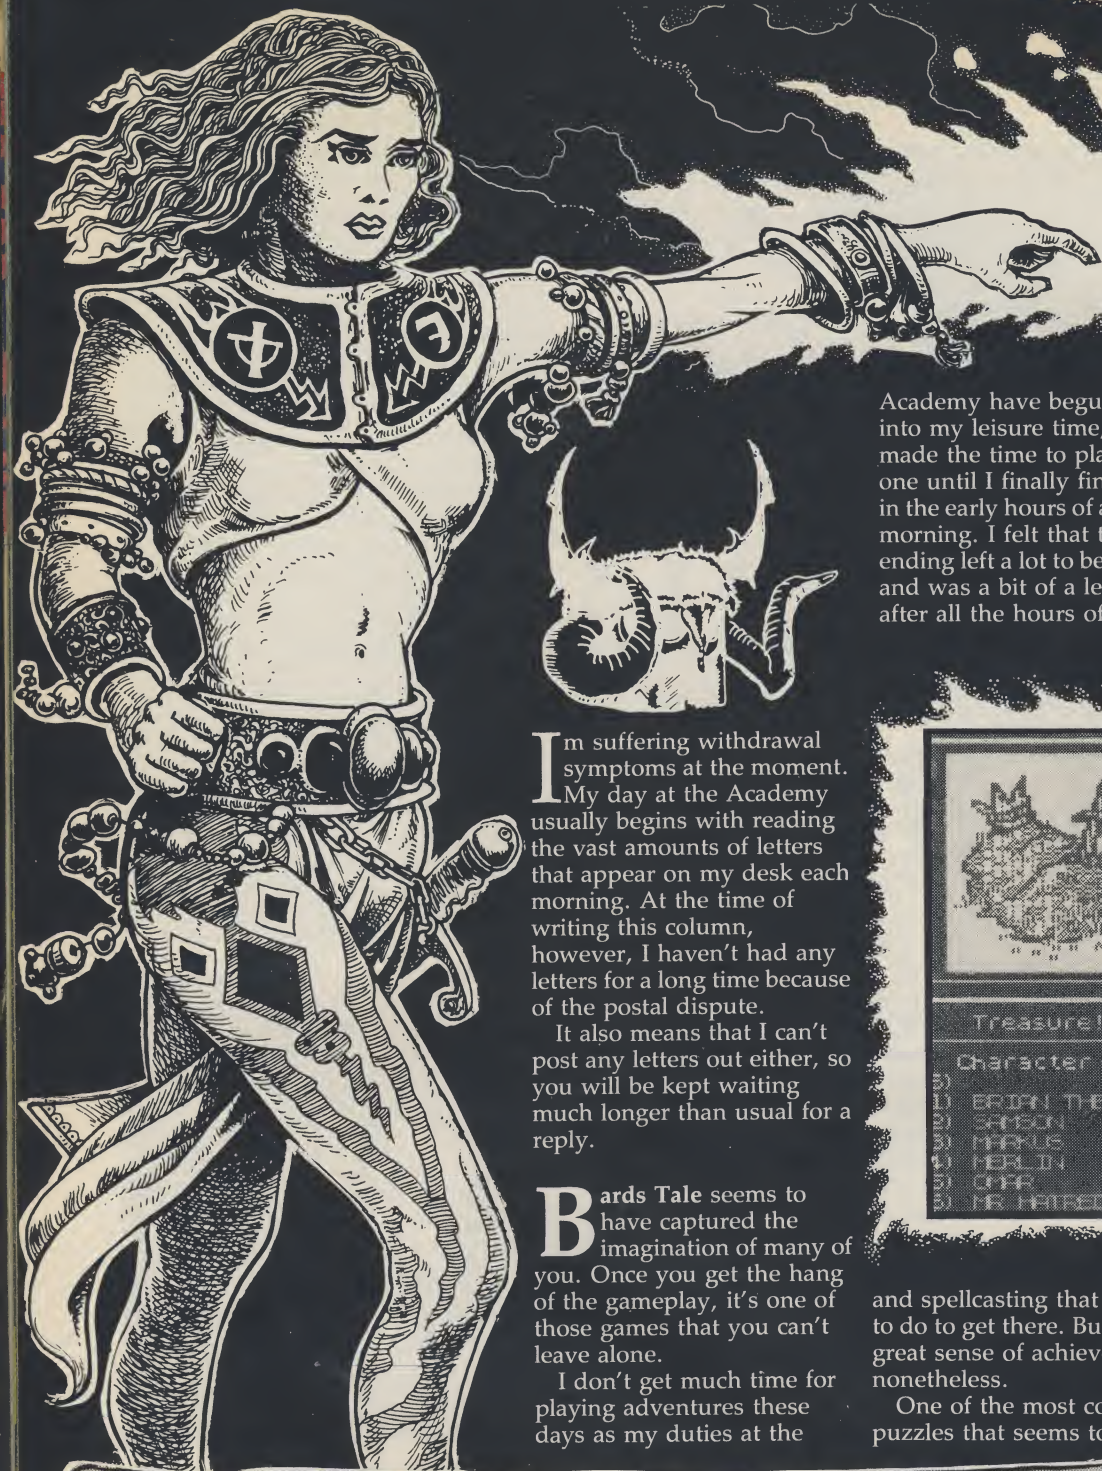 Im suffering withdrawal
symptoms at the moment.
My day at the Academy
usually begins with reading
the vast amounts of letters
that appear on my desk each
morning. At the time of
writing this column,
however, I haven't had any
letters for a long time because
of the postal dispute.
It also means that I can't
post any letters out either, so
you will be kept waiting
much longer than usual for a
reply.
Bards Tale seems to
have captured the
imagination of many of
you. Once you get the hang
of the gameplay, it's one of
those games that you can't
leave alone.
I don't get much time for
playing adventures these
days as my duties at the
Academy have begu
into my leisure time,
made the time to pla
one until I finally fin
in the early hours of a
morning. I felt that t
ending left a lot to be
and was a bit of a le
after all the hours of
Treasure!
Character
S)
1) BRIAN THE
2) SAMSON
3) MARKUS
4) MERLIN
5) OMAR
6) MR
and spellcasting that
to do to get there. Bu
great sense of achiev
nonetheless.
One of the most co
puzzles that seems to